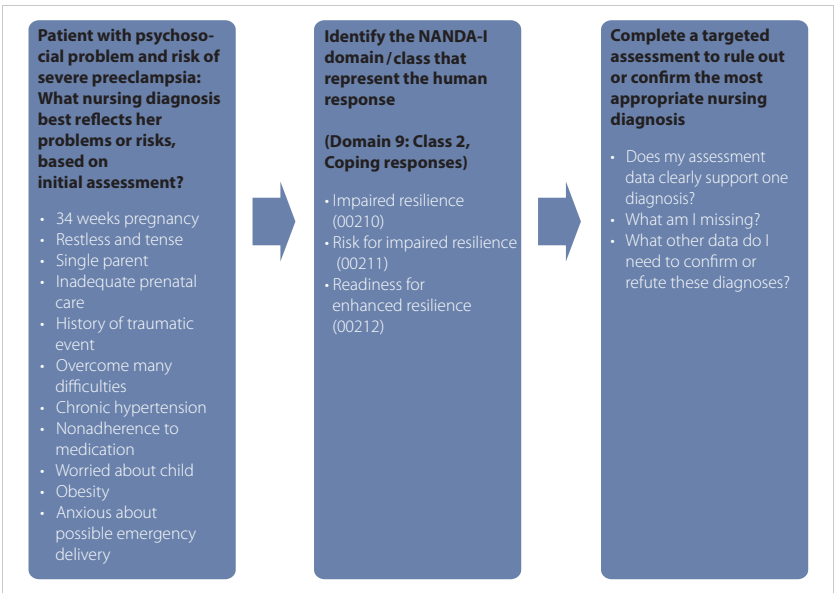 Patient with psychoso-
cial problem and risk of
severe preeclampsia:
What nursing diagnosis
best reflects her
problems or risks,
based on
initial assessment?
• 34 weeks pregnancy
• Restless and tense
• Single parent
• Inadequate prenatal
care
• History of traumatic
event
• Overcome many
difficulties
• Chronic hypertension
• Nonadherence to
medication
• Worried about child
• Obesity
• Anxious about
possible emergency
delivery
Identify the NANDA-I
domain/class that
represent the human
response
(Domain 9: Class 2,
Coping responses)
• Impaired resilience
(00210)
• Risk for impaired resilience
(00211)
• Readiness for
enhanced resilience
(00212)
Complete a targeted
assessment to rule out
or confirm the most
appropriate nursing
diagnosis
• Does my assessment
data clearly support one
diagnosis?
• What am I missing?
• What other data do I
need to confirm or
refute these diagnoses?